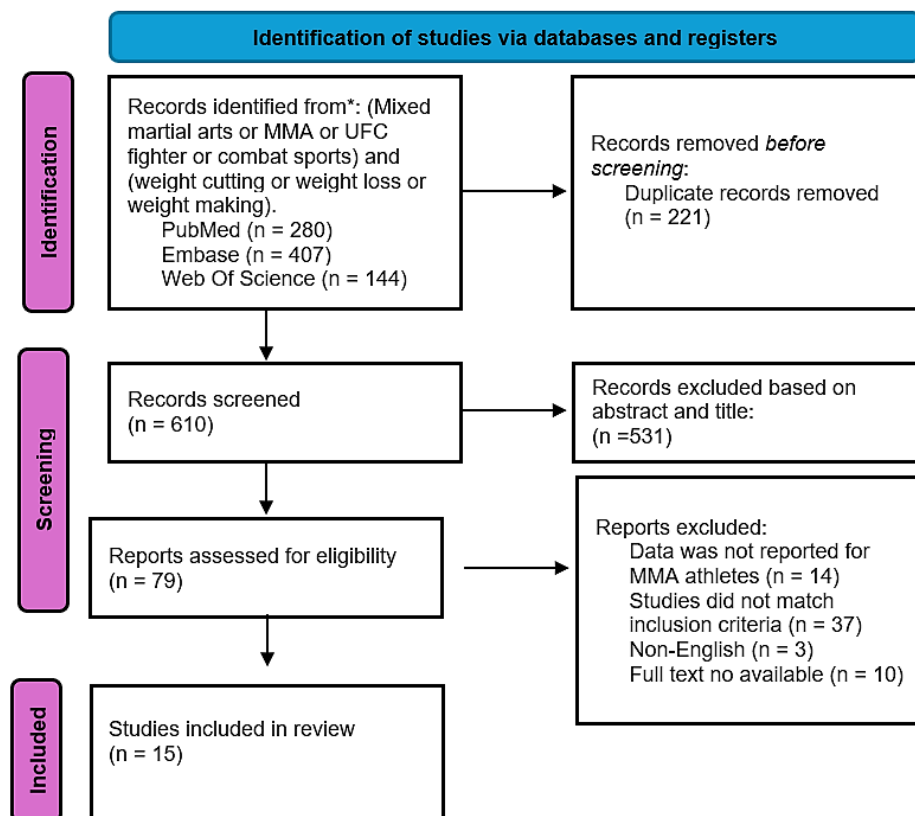 Identification of studies via databases and registers
Identification
Records identified from*: (Mixed
martial arts or MMA or UFC
fighter or combat sports) and
(weight cutting or weight loss or
weight making).
PubMed (n = 280)
Embase (n = 407)
Web Of Science (n = 144)
Records removed before
screening:
Duplicate records removed
(n = 221)
Screening
Records screened
(n = 610)
Records excluded based on
abstract and title:
(n =531)
Reports assessed for eligibility
(n = 79)
Reports excluded:
Data was not reported for
MMA athletes (n = 14)
Studies did not match
inclusion criteria (n = 37)
Non-English (n = 3)
Full text no available (n = 10)
Included
Studies included in review
(n = 15)